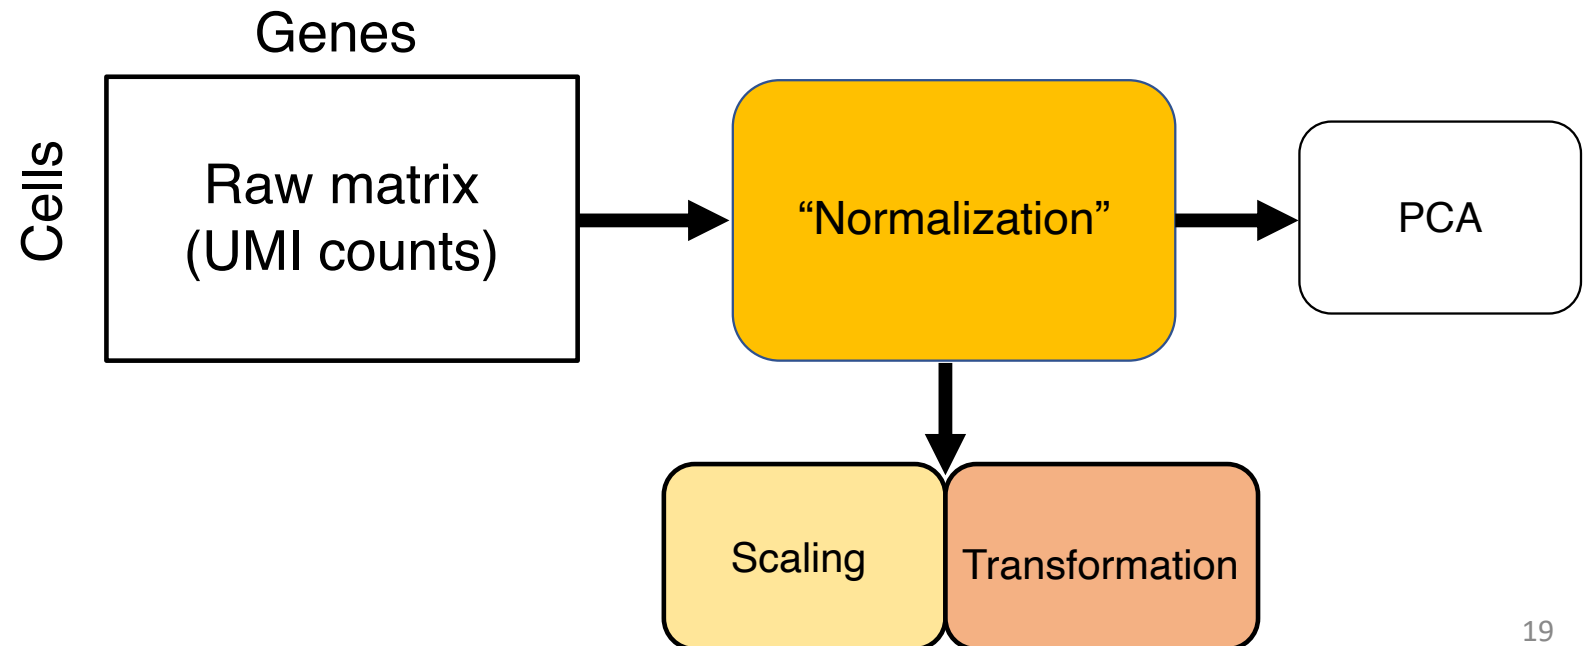 Genes
Cells
Raw matrix
(UMI counts)
“Normalization”
PCA
Scaling
Transformation
19